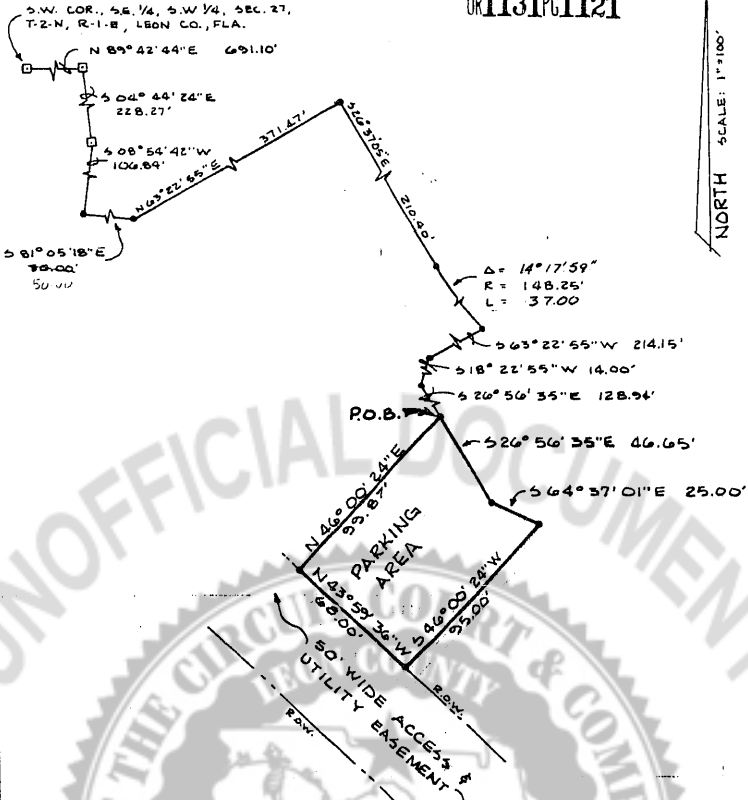 OR1131PG1121
S.W. COR., S.E. 1/4, S.W 1/4, SEC. 27,
T-2-N, R-1-E, LEON CO., FLA.
N 89° 42' 44" E 691.10'
S 04° 44' 24" E
228.27'
S 08° 54' 42" W
106.84'
S 81° 05' 18" E
50.00
N 63° 22' 55" E 371.47'
S 26° 37' 05" E 210.40'
NORTH SCALE: 1"=100'
Δ = 14° 17' 59"
R = 148.25'
L = 37.00
S 63° 22' 55" W 214.15'
S 18° 22' 55" W 14.00'
S 26° 56' 35" E 128.94'
P.O.B.
S 26° 56' 35" E 46.65'
S 64° 37' 01" E 25.00'
N 46° 00' 24" E
99.87'
PARKING
AREA
N 43° 59' 36" W
68.00'
S 46° 00' 24" W
95.00'
50' WIDE ACCESS &
UTILITY EASEMENT
R.O.W.
R.O.W.
UNOFFICIAL DOCUMENT
THE CIRCUIT COURT & COM
LEON COUNTY